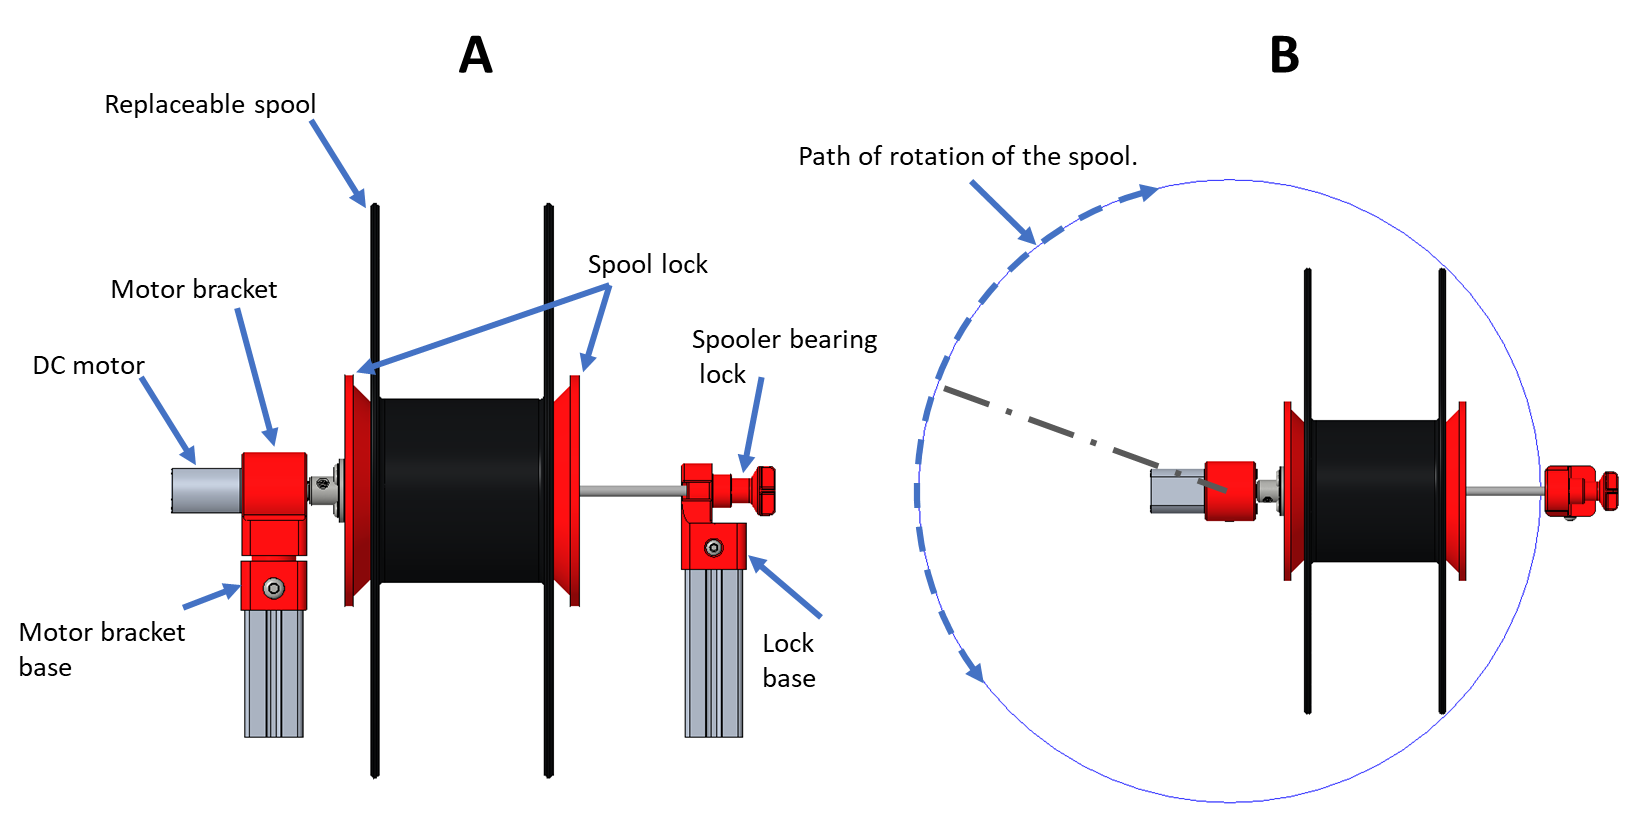 A
B
Replaceable spool
Path of rotation of the spool.
Spool lock
Motor bracket
Spooler bearing
lock
DC motor
Motor bracket
base
Lock
base